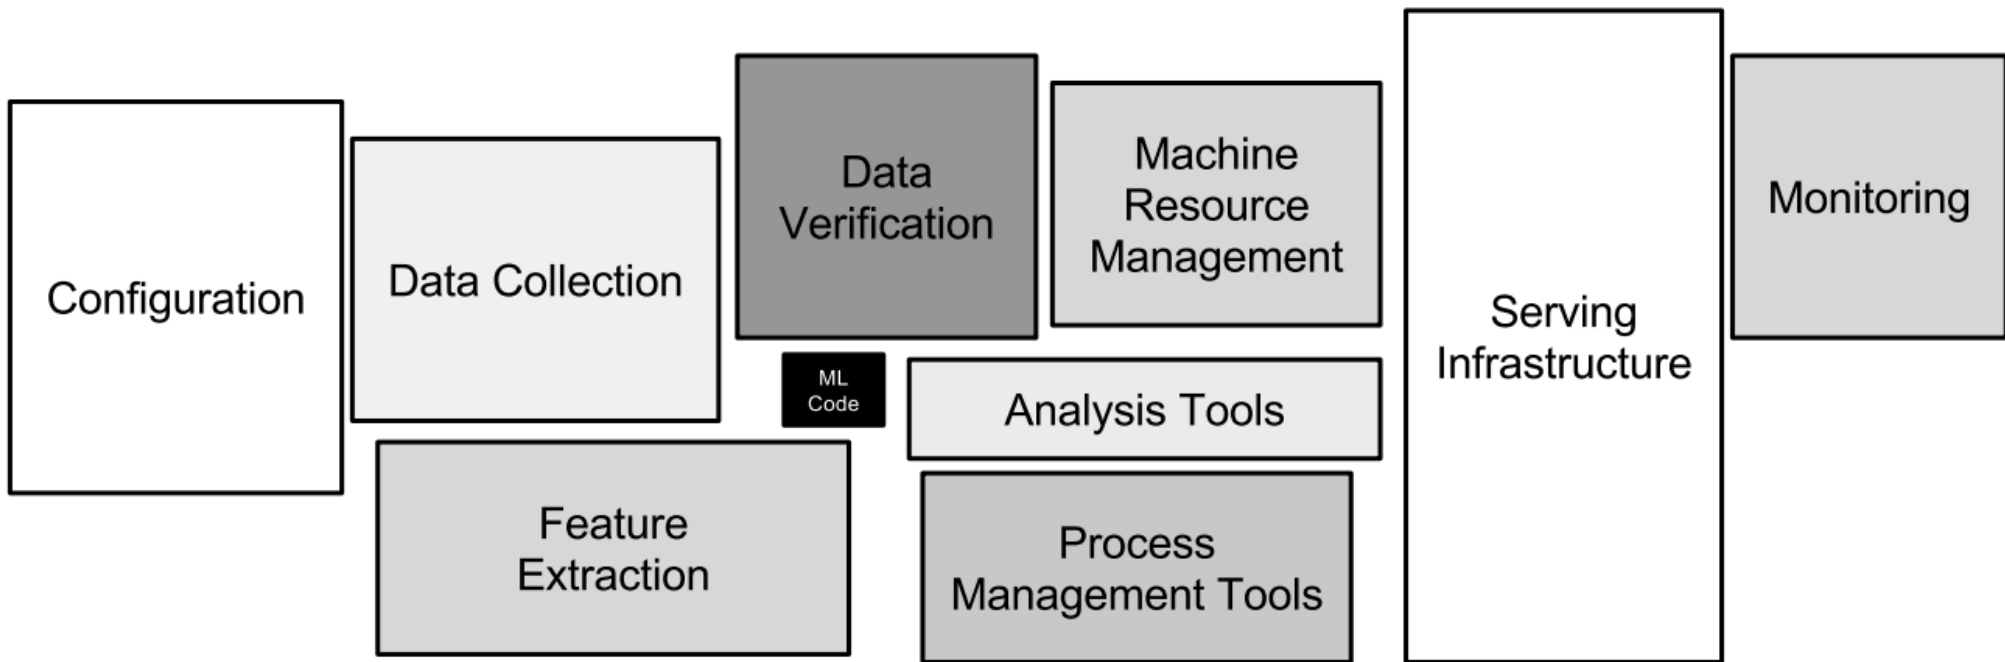 Configuration
Data Collection
Data
Verification
Machine
Resource
Management
Serving
Infrastructure
Monitoring
ML
Code
Analysis Tools
Feature
Extraction
Process
Management Tools